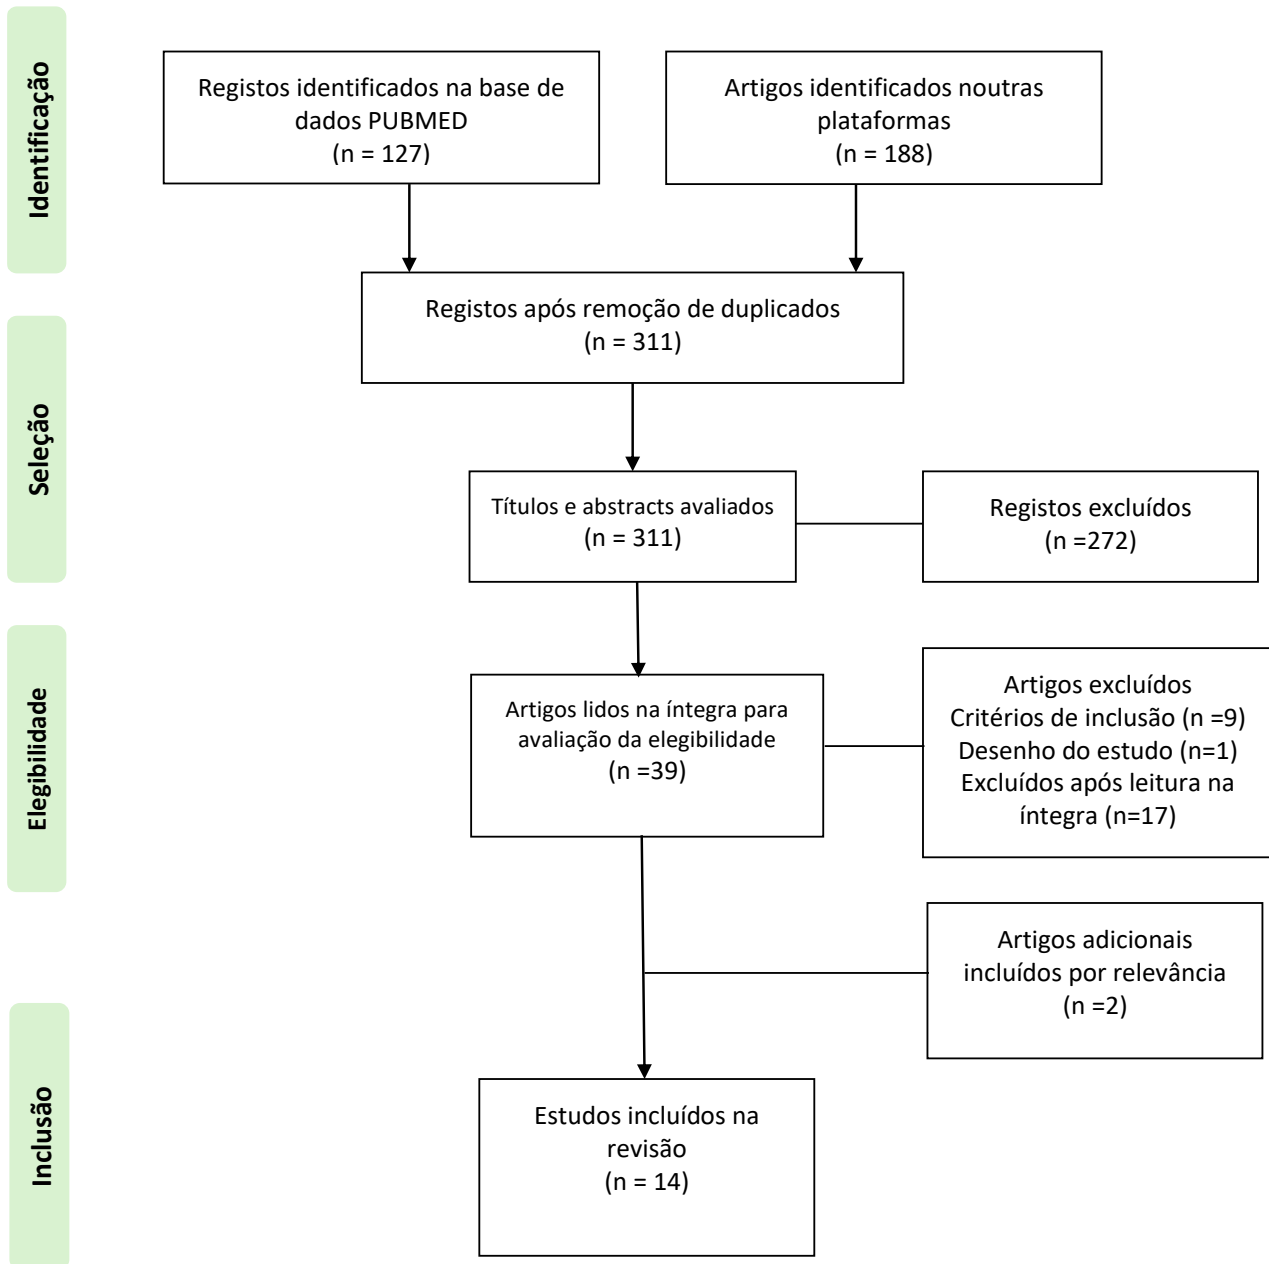 Identificação
Registos identificados na base de
dados PUBMED
(n = 127)
Artigos identificados noutras
plataformas
(n = 188)
Registos após remoção de duplicados
(n = 311)
Seleção
Títulos e abstracts avaliados
(n = 311)
Registos excluídos
(n =272)
Elegibilidade
Artigos lidos na íntegra para
avaliação da elegibilidade
(n =39)
Artigos excluídos
Critérios de inclusão (n =9)
Desenho do estudo (n=1)
Excluídos após leitura na
íntegra (n=17)
Artigos adicionais
incluídos por relevância
(n =2)
Inclusão
Estudos incluídos na
revisão
(n = 14)